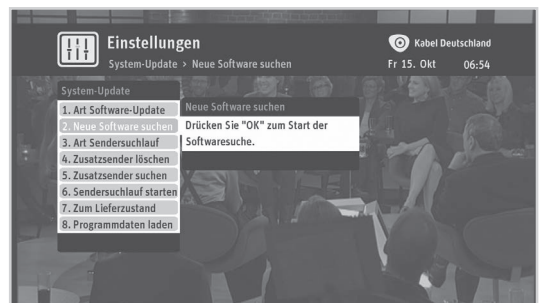 Einstellungen
System-Update > Neue Software suchen
Kabel Deutschland
Fr 15. Okt 06:54
System-Update
1. Art Software-Update
2. Neue Software suchen
3. Art Sendersuchlauf
4. Zusatzsender löschen
5. Zusatzsender suchen
6. Sendersuchlauf starten
7. Zum Lieferzustand
8. Programmdaten laden
Neue Software suchen
Drücken Sie "OK" zum Start der
Softwaresuche.